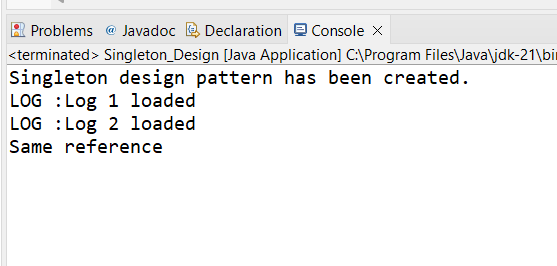 Problems @ Javadoc Declaration Console
<terminated> Singleton_Design [Java Application] C:\Program Files\Java\jdk-21\bin
Singleton design pattern has been created.
LOG :Log 1 loaded
LOG :Log 2 loaded
Same reference